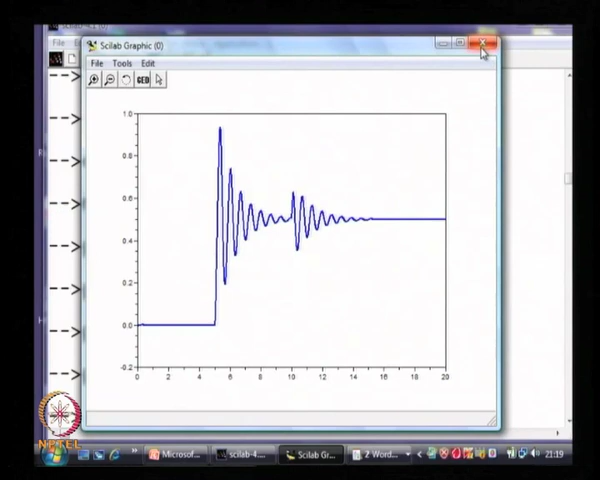 Scilab Graphic (0)
File Tools Edit
GED
1.0
0.8
0.6
0.4
0.2
0.0
-0.2
0 2 4 6 8 10 12 14 16 18 20
NPTEL
Microsof... scilab-4.... Scilab Gr... 2 Word... 21:19